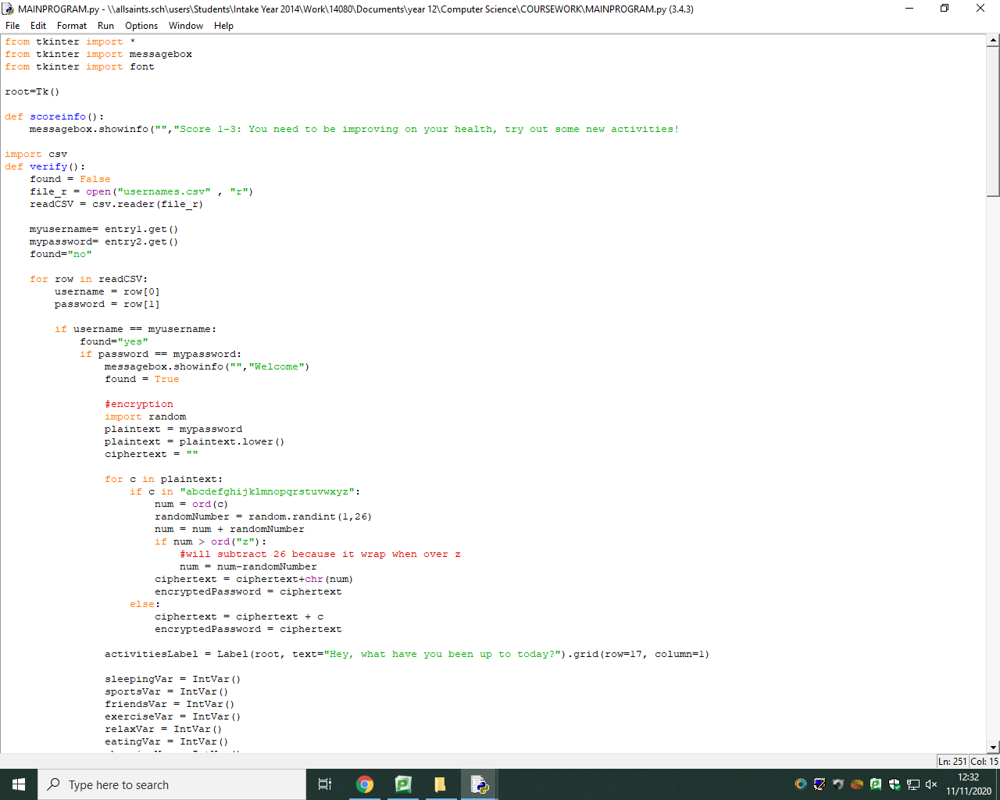 MAINPROGRAM.py - \\allsaints.sch\users\Students\Intake Year 2014\Work\14080\Documents\year 12\Computer Science\COURSEWORK\MAINPROGRAM.py (3.4.3)
File Edit Format Run Options Window Help
from tkinter import *
from tkinter import messagebox
from tkinter import font
root=Tk()
def scoreinfo():
    messagebox.showinfo("","Score 1-3: You need to be improving on your health, try out some new activities!
import csv
def verify():
    found = False
    file_r = open("usernames.csv" , "r")
    readCSV = csv.reader(file_r)
    myusername= entry1.get()
    mypassword= entry2.get()
    found="no"
    for row in readCSV:
        username = row[0]
        password = row[1]
        if username == myusername:
            found="yes"
            if password == mypassword:
                messagebox.showinfo("","Welcome")
                found = True
                #encryption
                import random
                plaintext = mypassword
                plaintext = plaintext.lower()
                ciphertext = ""
                for c in plaintext:
                    if c in "abcdefghijklmnopqrstuvwxyz":
                        num = ord(c)
                        randomNumber = random.randint(1,26)
                        num = num + randomNumber
                        if num > ord("z"):
                            #will subtract 26 because it wrap when over z
                            num = num-randomNumber
                        ciphertext = ciphertext+chr(num)
                        encryptedPassword = ciphertext
                    else:
                        ciphertext = ciphertext + c
                        encryptedPassword = ciphertext
                activitiesLabel = Label(root, text="Hey, what have you been up to today?").grid(row=17, column=1)
                sleepingVar = IntVar()
                sportsVar = IntVar()
                friendsVar = IntVar()
                exerciseVar = IntVar()
                relaxVar = IntVar()
                eatingVar = IntVar()
Ln: 251 Col: 15
Type here to search
12:32
11/11/2020